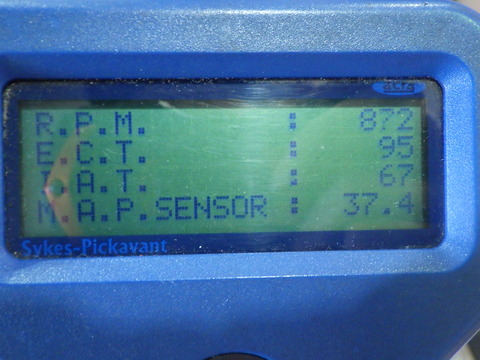 R.P.M. : 872
E.C.T. : 95
I.A.T. : 67
M.A.P.SENSOR : 37.4
Sykes-Pickavant